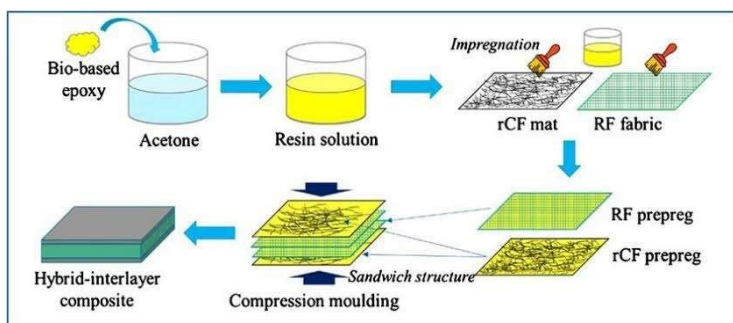 Bio-based
epoxy
Acetone
Resin solution
Impregnation
rCF mat
RF fabric
RF prepreg
rCF prepreg
Sandwich structure
Compression moulding
Hybrid-interlayer
composite